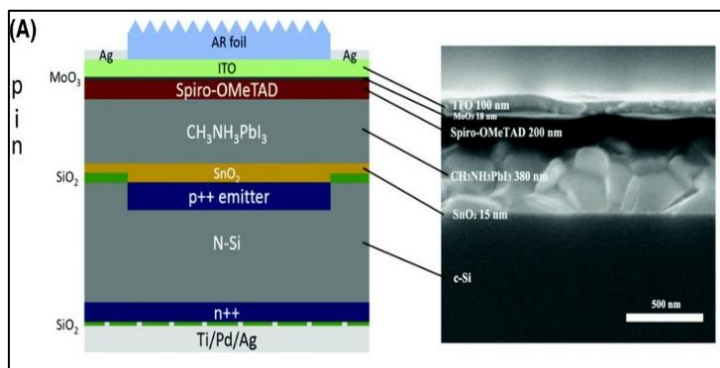 (A)
p
i
n
AR foil
Ag
Ag
ITO
MoO₃
Spiro-OMeTAD
CH₃NH₃PbI₃
SnO₂
SiO₂
p++ emitter
N-Si
n++
SiO₂
Ti/Pd/Ag
ITO 100 nm
MoO₃ 18 nm
Spiro-OMeTAD 200 nm
CH₃NH₃PbI₃ 380 nm
SnO₂ 15 nm
c-Si
500 nm